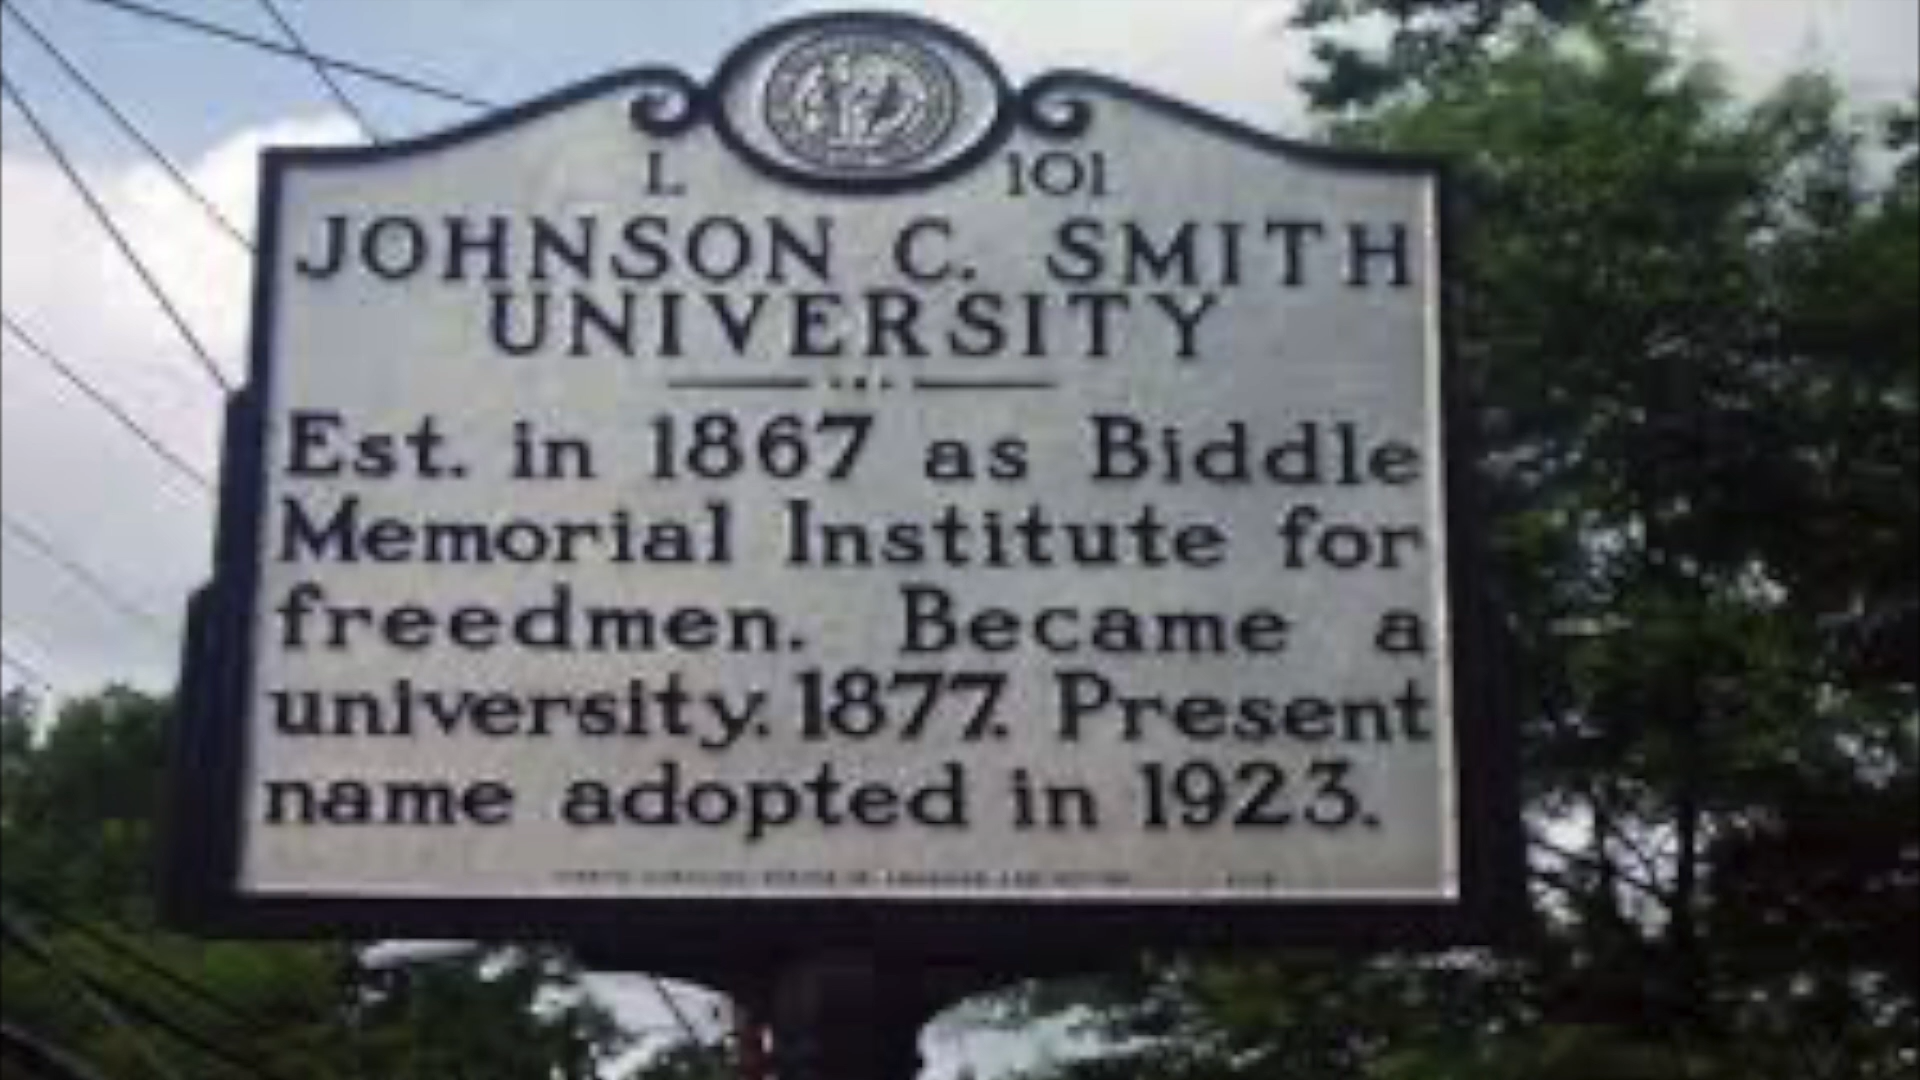 L 101
JOHNSON C. SMITH
UNIVERSITY
Est. in 1867 as Biddle
Memorial Institute for
freedmen. Became a
university. 1877. Present
name adopted in 1923.